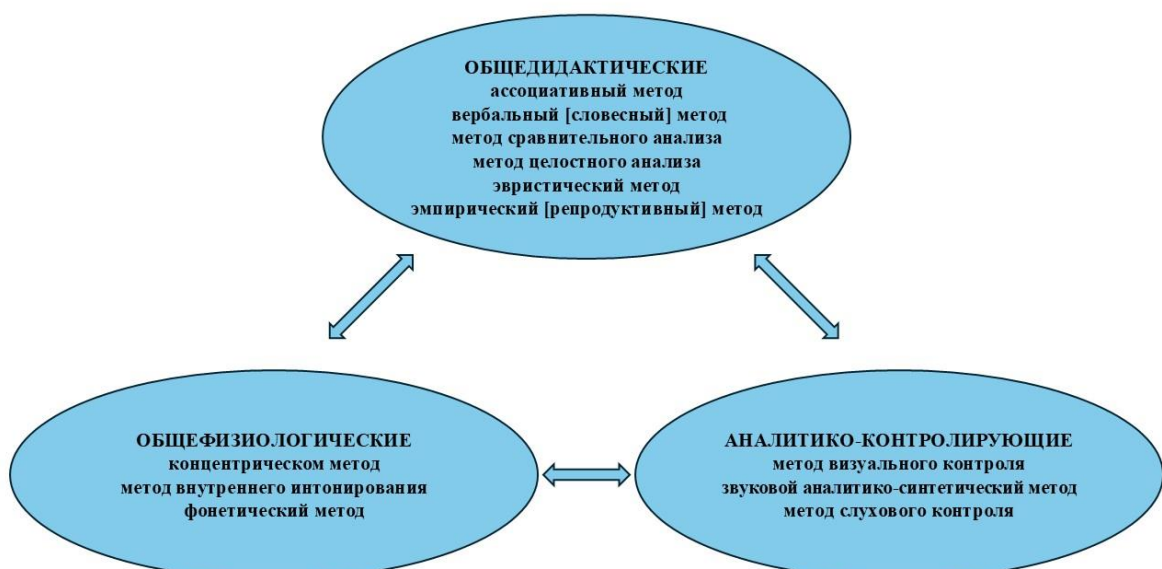 ОБЩЕДИДАКТИЧЕСКИЕ
ассоциативный метод
вербальный [словесный] метод
метод сравнительного анализа
метод целостного анализа
эвристический метод
эмпирический [репродуктивный] метод
ОБЩЕФИЗИОЛОГИЧЕСКИЕ
концентрическом метод
метод внутреннего интонирования
фонетический метод
АНАЛИТИКО-КОНТРОЛИРУЮЩИЕ
метод визуального контроля
звуковой аналитико-синтетический метод
метод слухового контроля